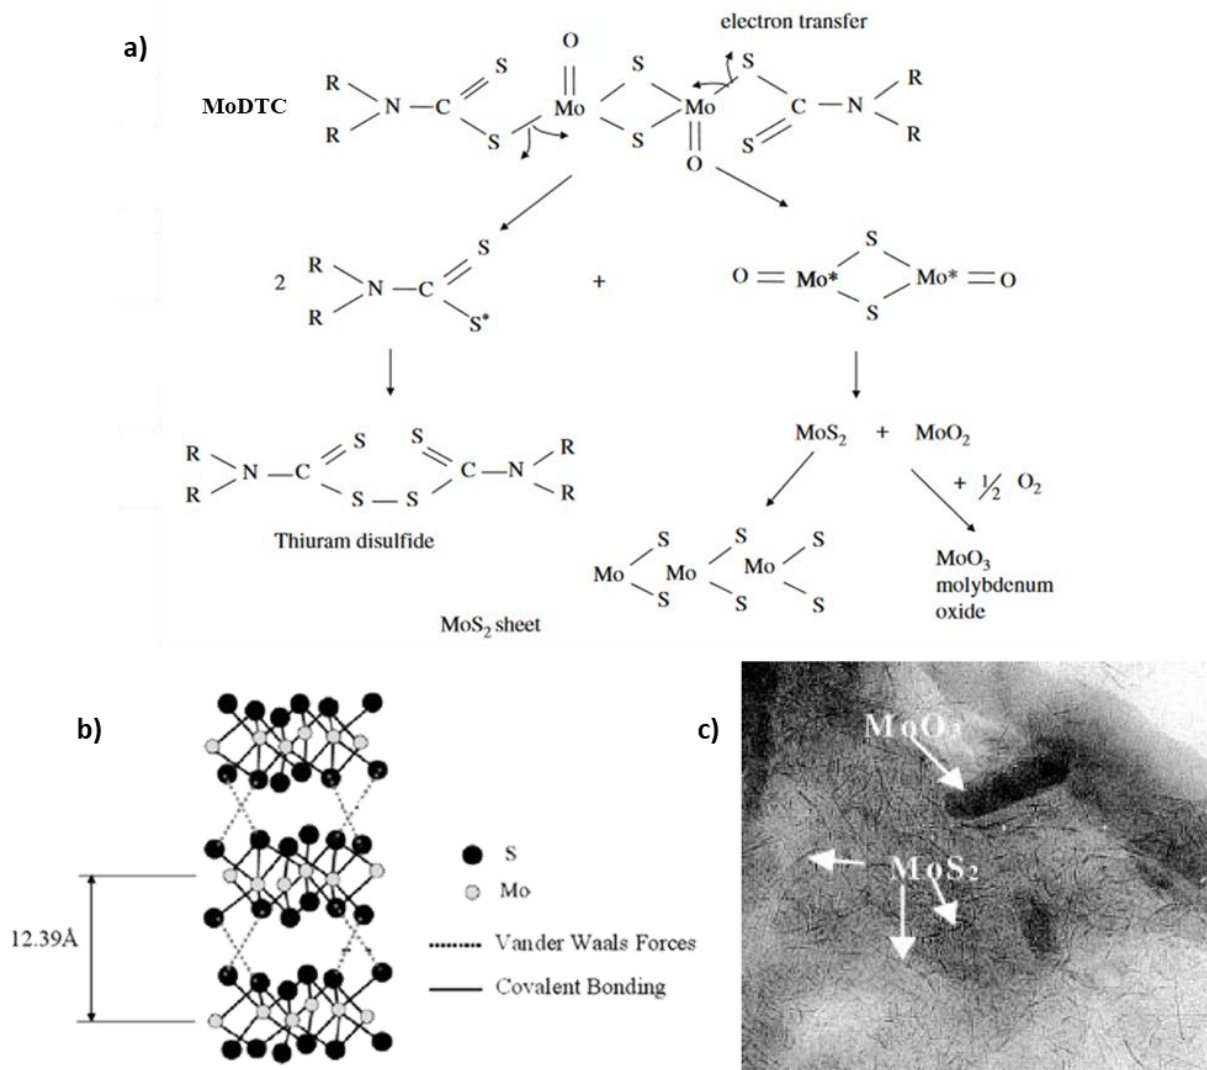 a)
electron transfer
MoDTC
R
R
N — C
S
S
O
Mo
S
S
Mo
O
S
S
C — N
R
R
2
R
R
N — C
S
S*
+
O
Mo*
S
S
Mo*
O
R
R
N — C
S
S — S
S
C — N
R
R
Thiuram disulfide
MoS2 + MoO2
+ 1/2 O2
S
S
S
Mo
Mo
Mo
S
S
S
MoO3
molybdenum
oxide
MoS2 sheet
b)
12.39Å
S
Mo
Vander Waals Forces
Covalent Bonding
c)
MoO3
MoS2